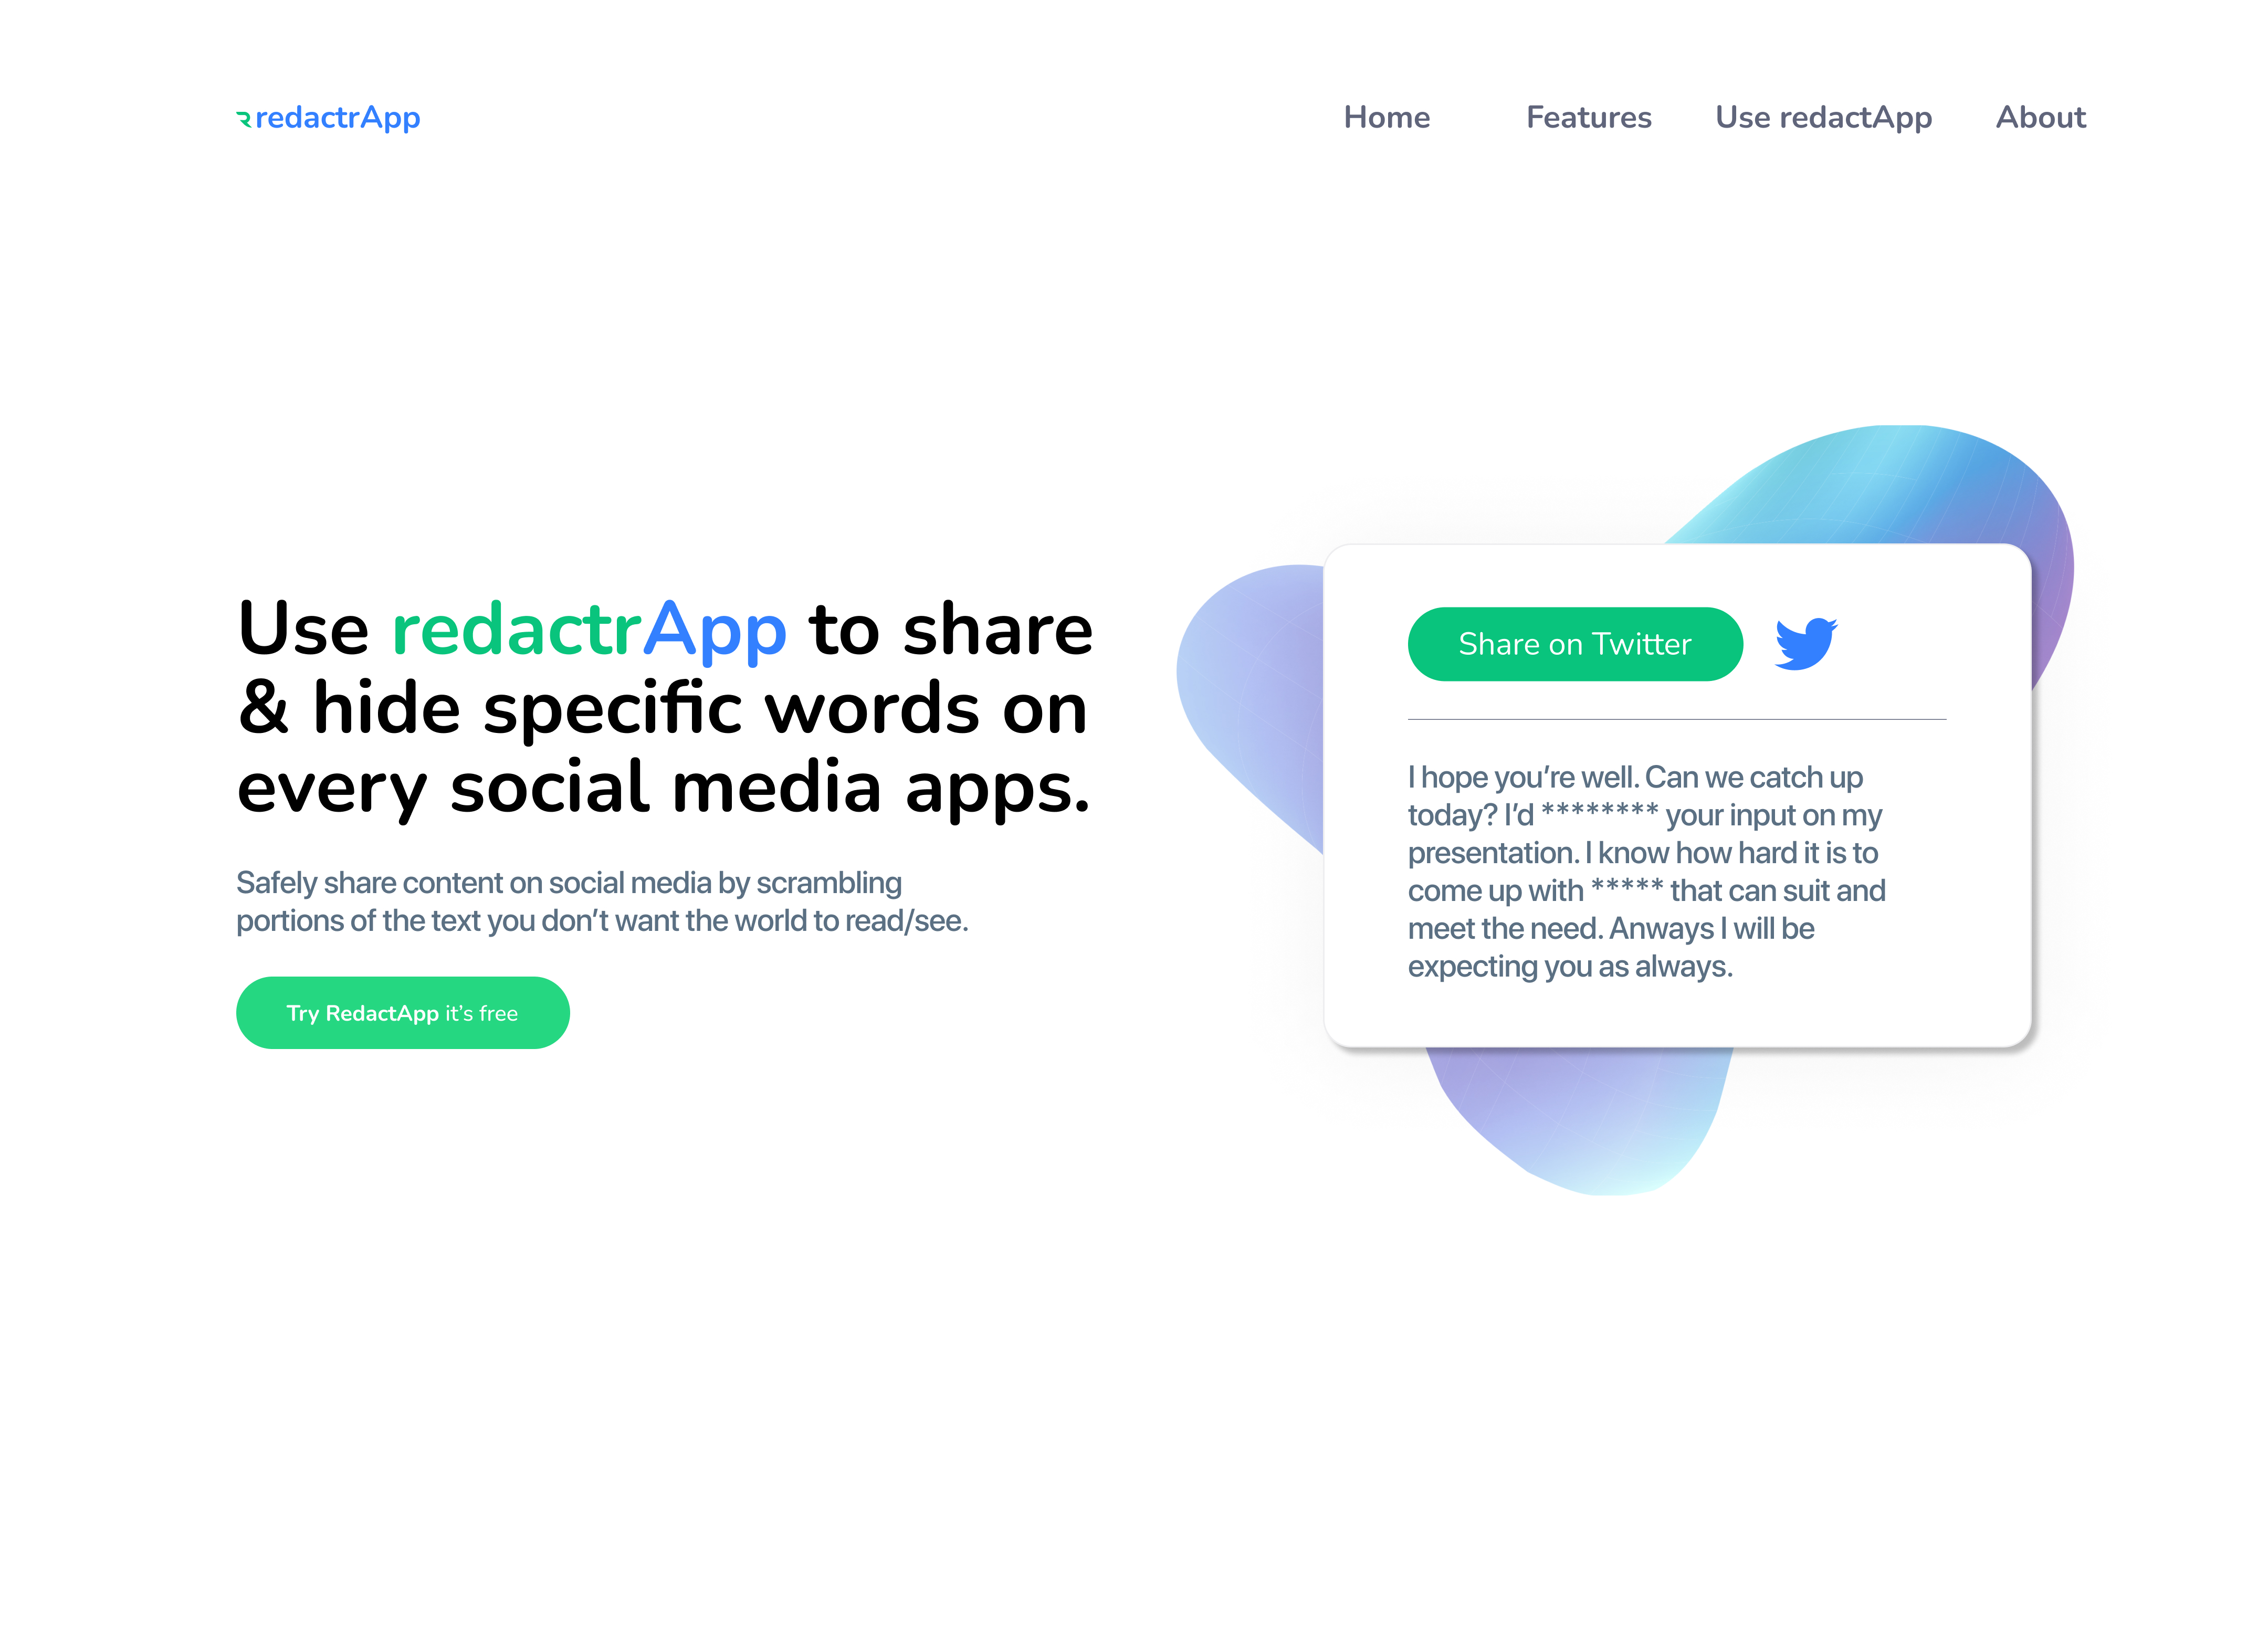 redactrApp
Home Features Use redactApp About
Use redactrApp to share
& hide specific words on
every social media apps.
Safely share content on social media by scrambling
portions of the text you don’t want the world to read/see.
Try RedactApp it’s free
Share on Twitter
I hope you’re well. Can we catch up
today? I’d ******** your input on my
presentation. I know how hard it is to
come up with ***** that can suit and
meet the need. Anways I will be
expecting you as always.